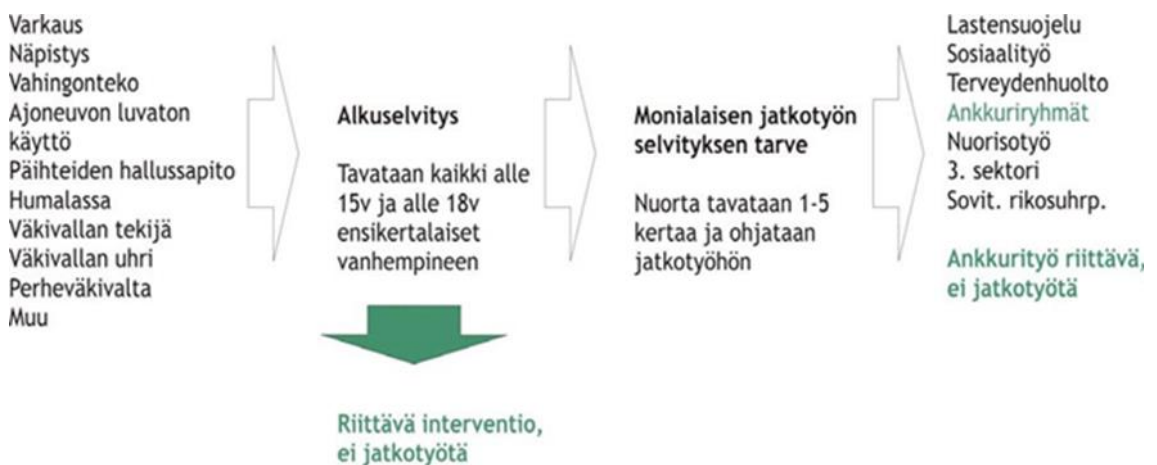 Varkaus
Näpistys
Vahingonteko
Ajoneuvon luvaton
käyttö
Päihteiden hallussapito
Humalassa
Väkivallan tekijä
Väkivallan uhri
Perheväkivalta
Muu
Alkuselvitys
Tavataan kaikki alle
15v ja alle 18v
ensikertalaiset
vanhempineen
Riittävä interventio,
ei jatkotyötä
Monialaisen jatkotyön
selvityksen tarve
Nuorta tavataan 1-5
kertaa ja ohjataan
jatkotyöhön
Lastensuojelu
Sosiaalityö
Terveydenhuolto
Ankkuriryhmät
Nuorisotyö
3. sektori
Sovit. rikosuhrp.
Ankkurityö riittävä,
ei jatkotyötä